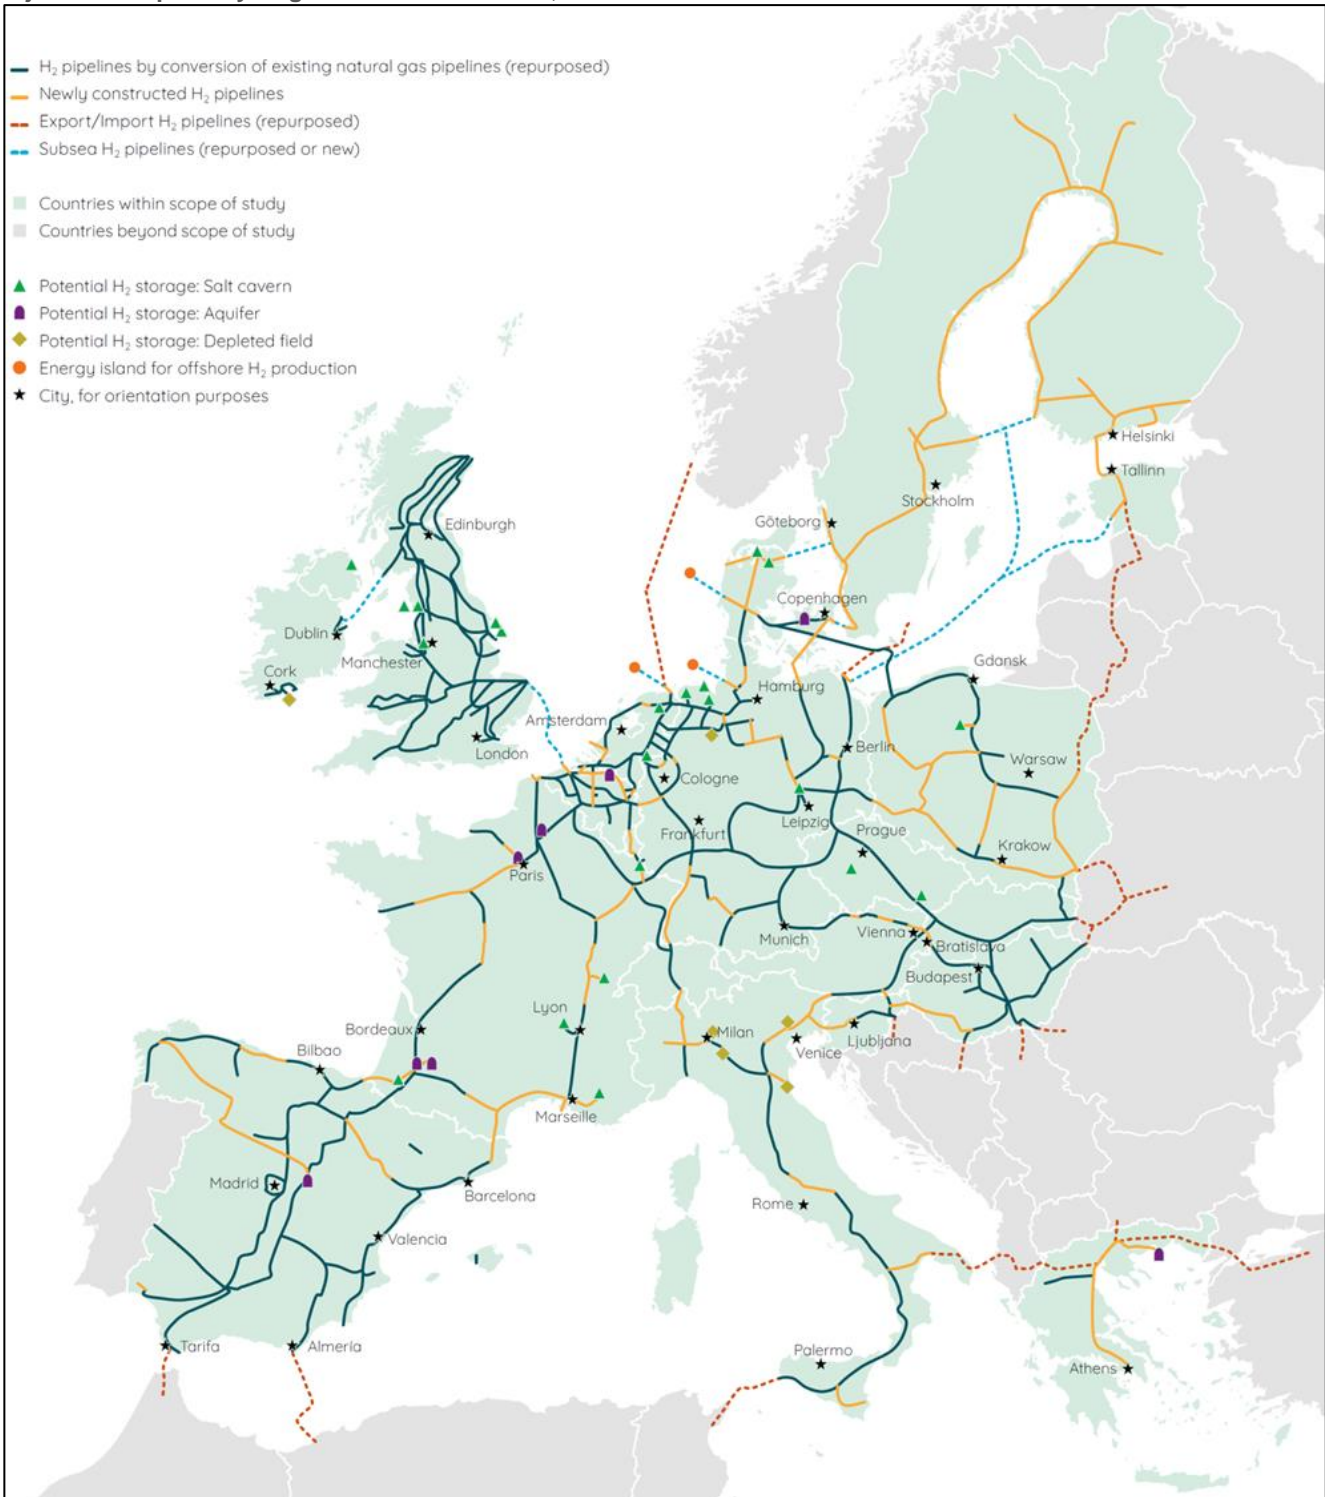 H₂ pipelines by conversion of existing natural gas pipelines (repurposed)
Newly constructed H₂ pipelines
Export/Import H₂ pipelines (repurposed)
Subsea H₂ pipelines (repurposed or new)
Countries within scope of study
Countries beyond scope of study
Potential H₂ storage: Salt cavern
Potential H₂ storage: Aquifer
Potential H₂ storage: Depleted field
Energy island for offshore H₂ production
City, for orientation purposes
Helsinki
Tallinn
Stockholm
Göteborg
Edinburgh
Copenhagen
Dublin
Manchester
Cork
Gdansk
Hamburg
Amsterdam
London
Berlin
Warsaw
Cologne
Leipzig
Frankfurt
Prague
Krakow
Paris
Munich
Vienna
Bratislava
Budapest
Lyon
Bordeaux
Milan
Venice
Ljubljana
Bilbao
Marseille
Madrid
Barcelona
Rome
Valencia
Tarifa
Almería
Palermo
Athens